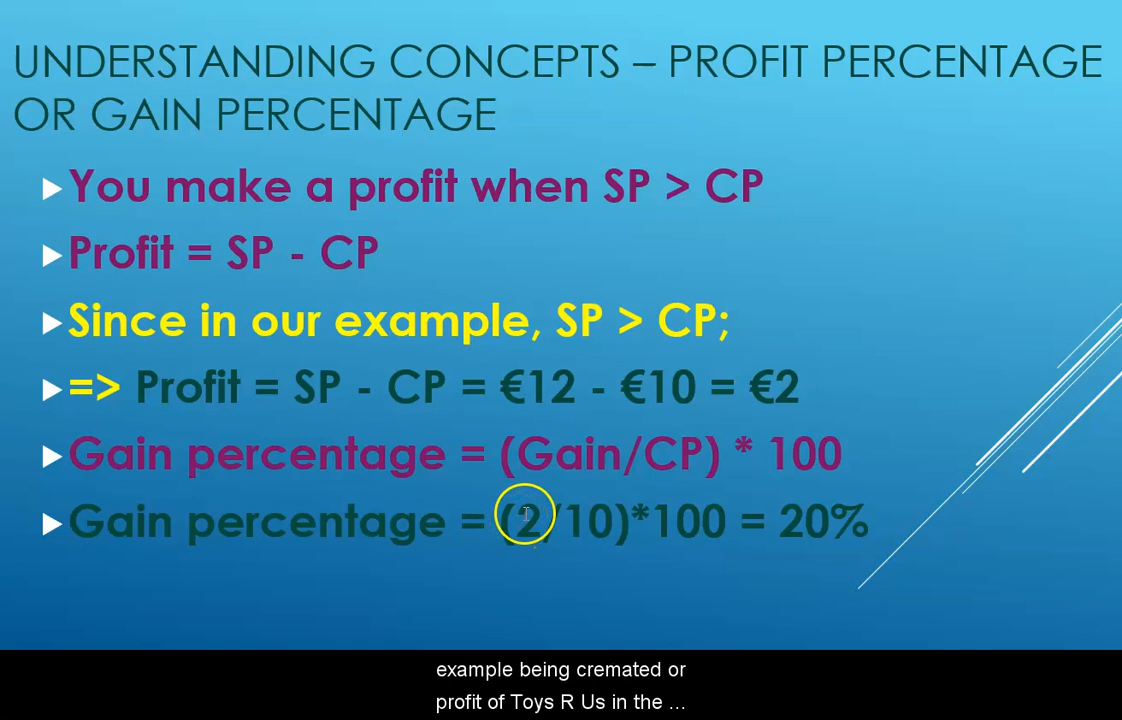 UNDERSTANDING CONCEPTS – PROFIT PERCENTAGE
OR GAIN PERCENTAGE
You make a profit when SP > CP
Profit = SP - CP
Since in our example, SP > CP;
=> Profit = SP - CP = €12 - €10 = €2
Gain percentage = (Gain/CP) * 100
Gain percentage = (2/10)*100 = 20%
example being cremated or
profit of Toys R Us in the ...